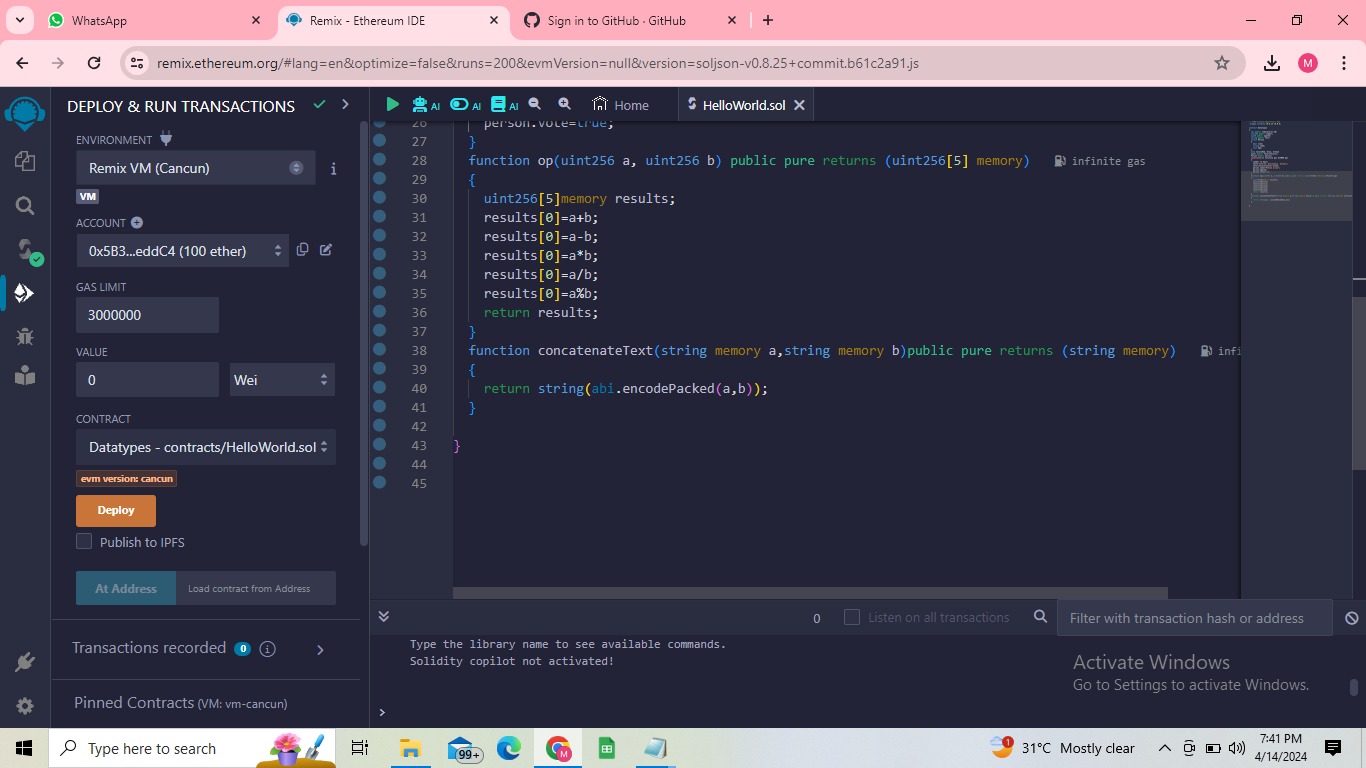 WhatsApp
Remix - Ethereum IDE
Sign in to GitHub · GitHub
remix.ethereum.org/#lang=en&optimize=false&runs=200&evmVersion=null&version=soljson-v0.8.25+commit.b61c2a91.js
M
DEPLOY & RUN TRANSACTIONS
AI
AI
AI
Home
HelloWorld.sol
ENVIRONMENT
Remix VM (Cancun)
VM
ACCOUNT
0x5B3...eddC4 (100 ether)
GAS LIMIT
3000000
VALUE
0
Wei
CONTRACT
Datatypes - contracts/HelloWorld.sol
evm version: cancun
Deploy
Publish to IPFS
At Address
Load contract from Address
Transactions recorded 0 i
Pinned Contracts (VM: vm-cancun)
26 person.vote=true;
27 }
28 function op(uint256 a, uint256 b) public pure returns (uint256[5] memory) infinite gas
29 {
30 uint256[5]memory results;
31 results[0]=a+b;
32 results[0]=a-b;
33 results[0]=a*b;
34 results[0]=a/b;
35 results[0]=a%b;
36 return results;
37 }
38 function concatenateText(string memory a,string memory b)public pure returns (string memory) infi
39 {
40 return string(abi.encodePacked(a,b));
41 }
42
43 }
44
45
0
Listen on all transactions
Filter with transaction hash or address
Type the library name to see available commands.
Solidity copilot not activated!
>
Activate Windows
Go to Settings to activate Windows.
Type here to search
99+
M
1
31°C Mostly clear
7:41 PM
4/14/2024